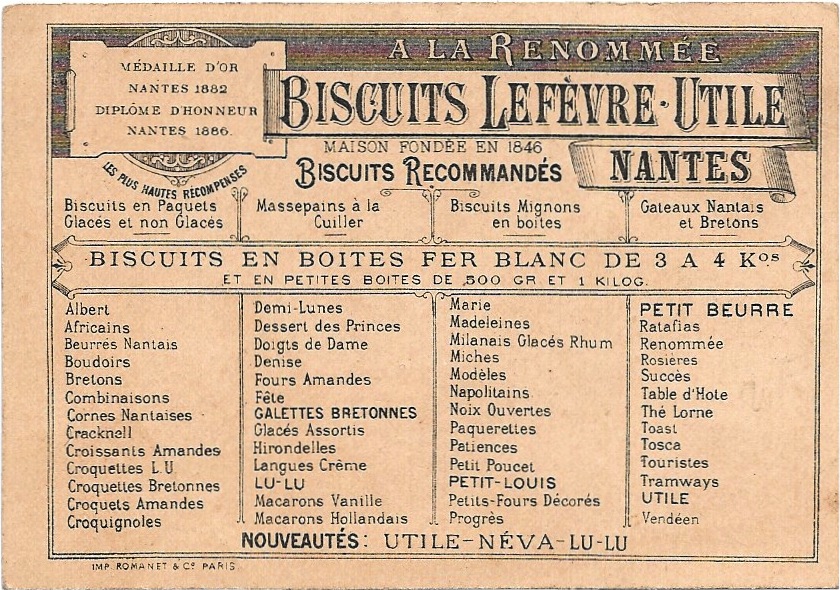 A LA RENOMMÉE
MÉDAILLE D'OR
NANTES 1882
DIPLÔME D'HONNEUR
NANTES 1886.
LES PLUS HAUTES RÉCOMPENSES
BISCUITS LEFÈVRE-UTILE
MAISON FONDÉE EN 1846
NANTES
BISCUITS RECOMMANDÉS
Biscuits en Paquets
Glacés et non Glacés
Massepains à la
Cuiller
Biscuits Mignons
en boites
Gateaux Nantais
et Bretons
BISCUITS EN BOITES FER BLANC DE 3 A 4 Kos
ET EN PETITES BOITES DE 500 GR ET 1 KILOG.
Albert
Africains
Beurrés Nantais
Boudoirs
Bretons
Combinaisons
Cornes Nantaises
Cracknell
Croissants Amandes
Croquettes L.U
Croquettes Bretonnes
Croquets Amandes
Croquignoles
Demi-Lunes
Dessert des Princes
Doigts de Dame
Denise
Fours Amandes
Fête
GALETTES BRETONNES
Glacés Assortis
Hirondelles
Langues Crème
LU-LU
Macarons Vanille
Macarons Hollandais
Marie
Madeleines
Milanais Glacés Rhum
Miches
Modèles
Napolitains
Noix Ouvertes
Paquerettes
Patiences
Petit Poucet
PETIT-LOUIS
Petits-Fours Décorés
Progrès
PETIT BEURRE
Ratafias
Renommée
Rosières
Succès
Table d'Hote
Thé Lorne
Toast
Tosca
Touristes
Tramways
UTILE
Vendéen
NOUVEAUTÉS: UTILE-NÉVA-LU-LU
IMP. ROMANET & Cie PARIS.